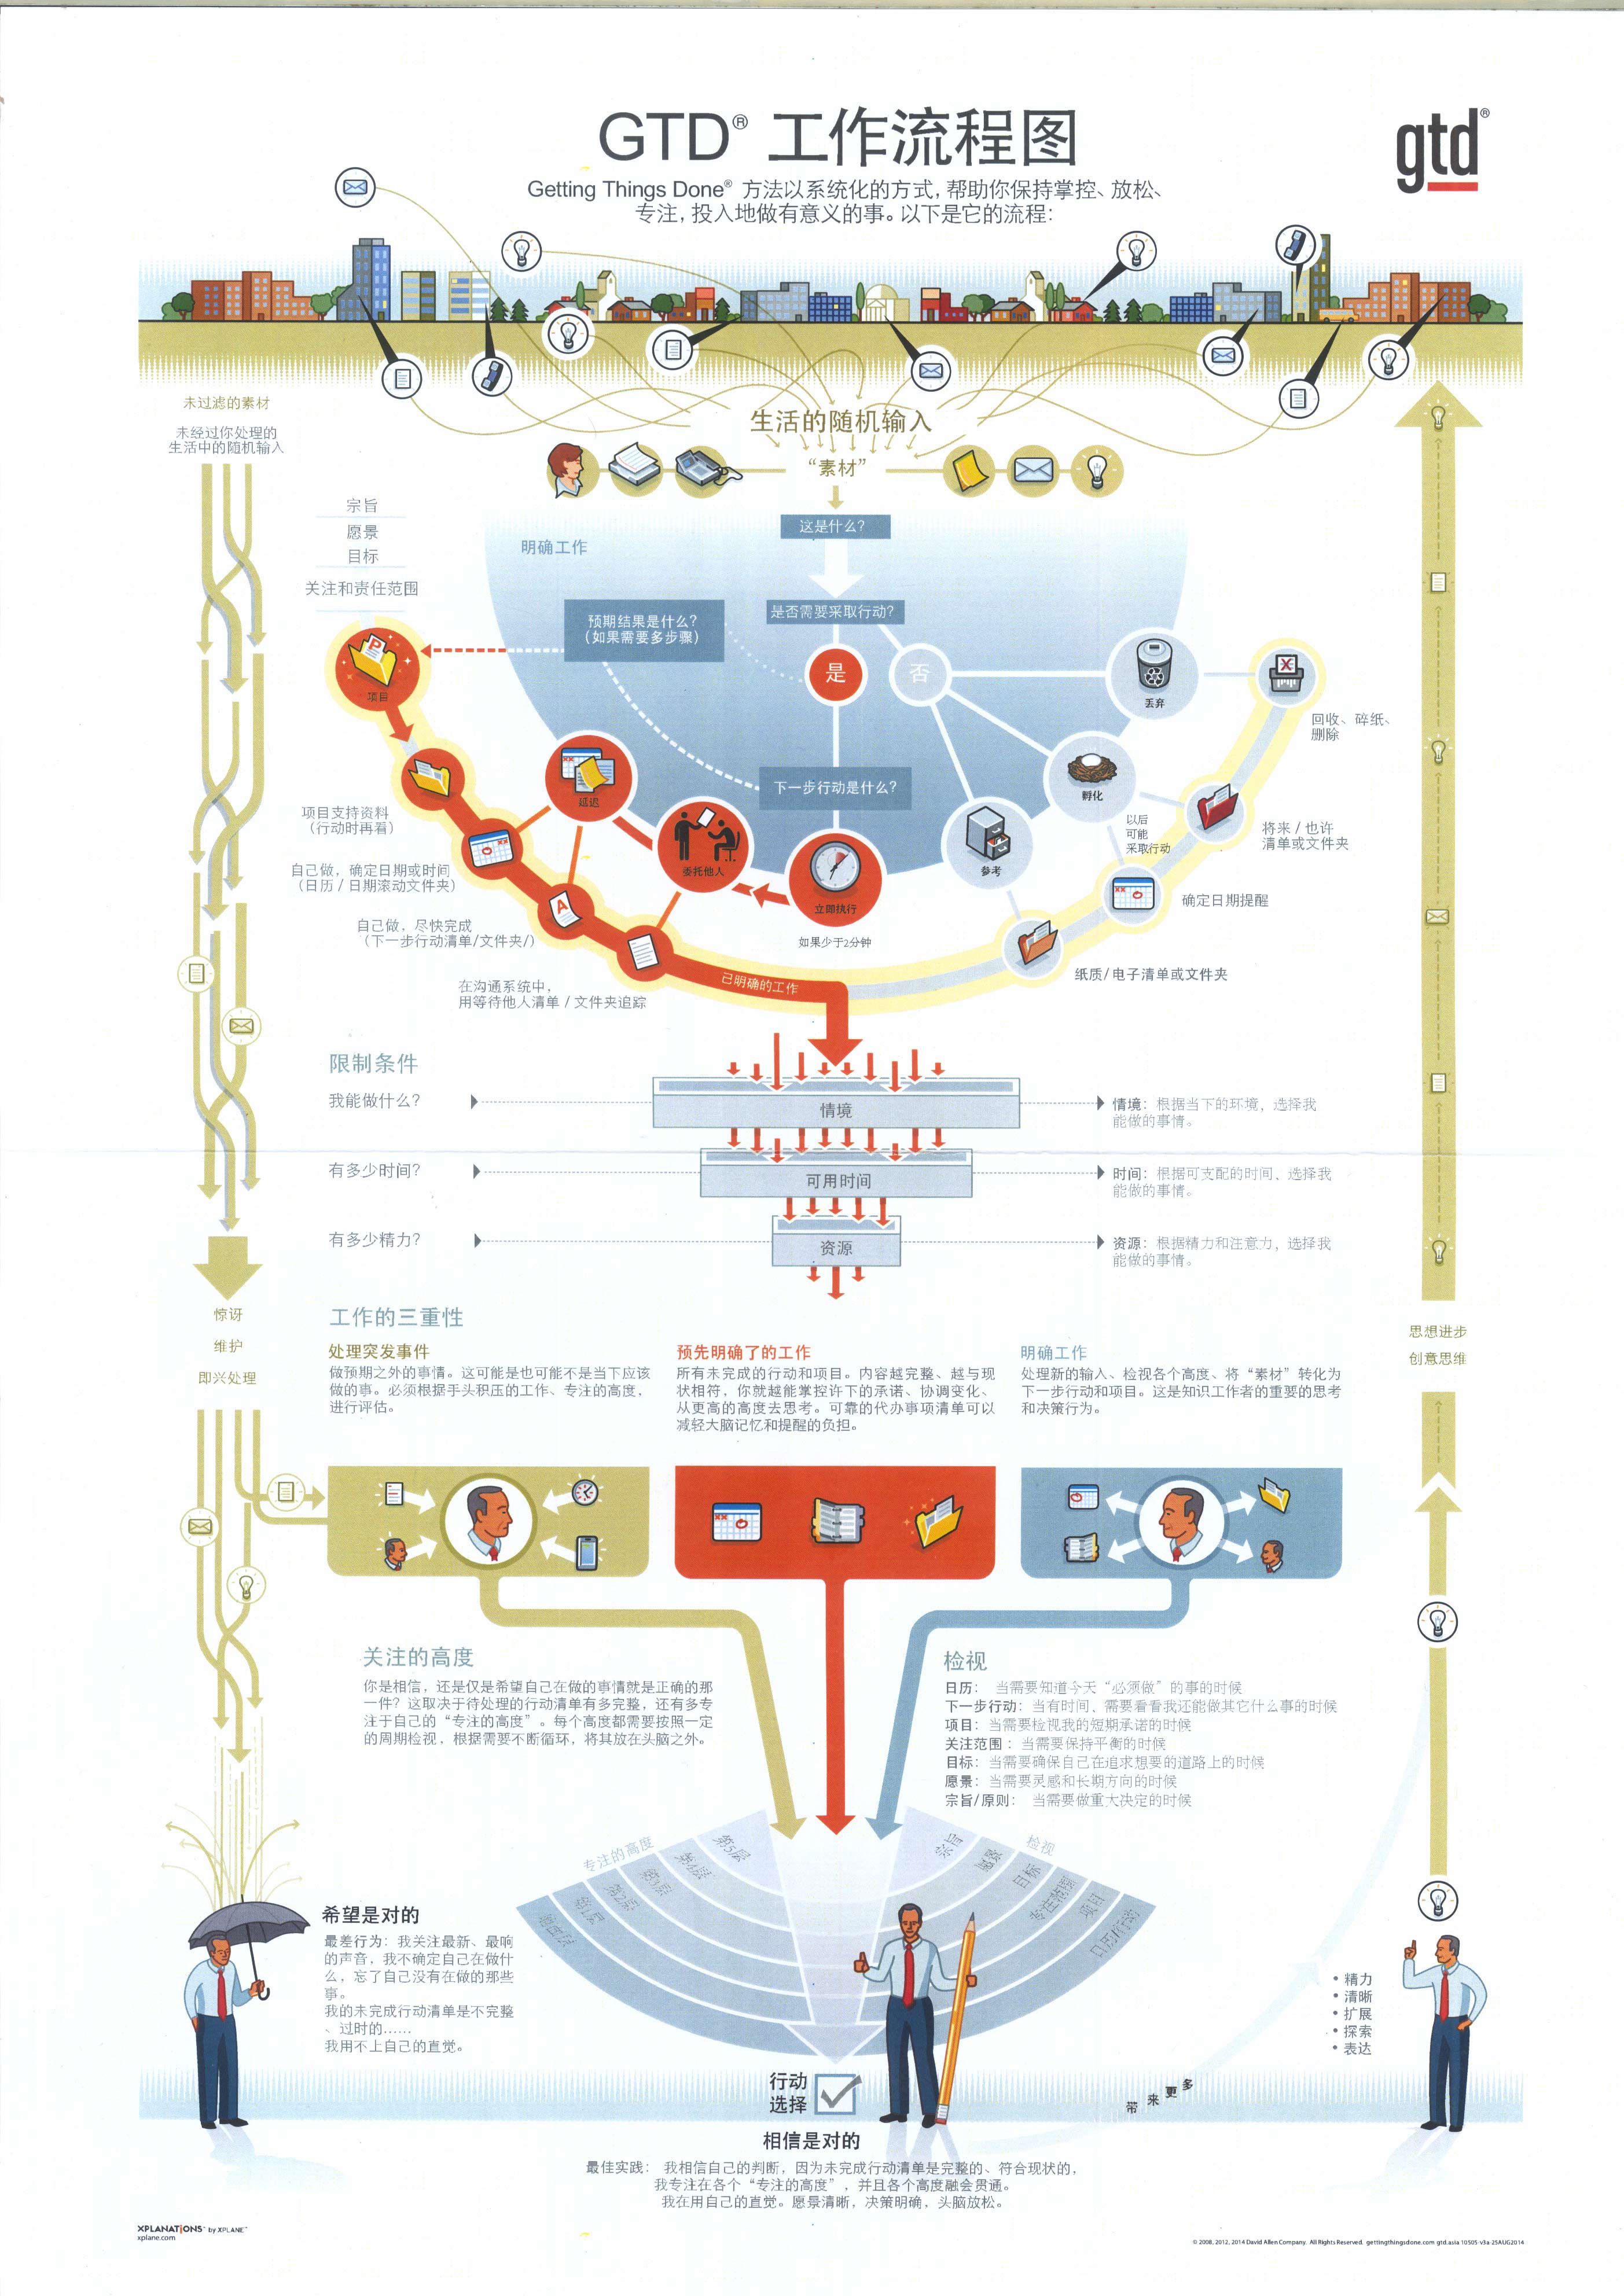 GTD® 工作流程图
gtd®
Getting Things Done® 方法以系统化的方式，帮助你保持掌控、放松、
专注，投入地做有意义的事。以下是它的流程：
未过滤的素材
未经过你处理的
生活中的随机输入
生活的随机输入
“素材”
宗旨
愿景
目标
关注和责任范围
明确工作
这是什么？
是否需要采取行动？
预期结果是什么？
（如果需要多步骤）
是
否
项目
丢弃
回收、碎纸、
删除
下一步行动是什么？
延迟
委托他人
立即执行
如果少于2分钟
孵化
以后
可能
采取行动
参考
将来 / 也许
清单或文件夹
确定日期提醒
纸质/ 电子清单或文件夹
项目支持资料
（行动时再看）
自己做，确定日期或时间
（日历 / 日期滚动文件夹）
自己做，尽快完成
（下一步行动清单/文件夹/）
在沟通系统中，
用等待他人清单 / 文件夹追踪
已明确的工作
限制条件
我能做什么？
情境
情境：根据当下的环境，选择我
能做的事情。
有多少时间？
可用时间
时间：根据可支配的时间、选择我
能做的事情。
有多少精力？
资源
资源：根据精力和注意力，选择我
能做的事情。
惊讶
维护
即兴处理
思想进步
创意思维
工作的三重性
处理突发事件
做预期之外的事情。这可能是也可能不是当下应该
做的事。必须根据手头积压的工作、专注的高度，
进行评估。
预先明确了的工作
所有未完成的行动和项目。内容越完整、越与现
状相符，你就越能掌控许下的承诺、协调变化、
从更高的高度去思考。可靠的代办事项清单可以
减轻大脑记忆和提醒的负担。
明确工作
处理新的输入、检视各个高度、将“素材”转化为
下一步行动和项目。这是知识工作者的重要的思考
和决策行为。
关注的高度
你是相信，还是仅是希望自己在做的事情就是正确的那
一件？这取决于待处理的行动清单有多完整，还有多专
注于自己的“专注的高度”。每个高度都需要按照一定
的周期检视，根据需要不断循环，将其放在头脑之外。
检视
日历： 当需要知道今天“必须做”的事的时候
下一步行动：当有时间、需要看看我还能做其它什么事的时候
项目：当需要检视我的短期承诺的时候
关注范围：当需要保持平衡的时候
目标：当需要确保自己在追求想要的道路上的时候
愿景：当需要灵感和长期方向的时候
宗旨/原则： 当需要做重大决定的时候
专注的高度
第5层
第4层
第3层
第2层
第1层
地面层
检视
宗旨
愿景
目标
专注范围
项目
日历/行动
希望是对的
最差行为：我关注最新、最响
的声音，我不确定自己在做什
么，忘了自己没有在做的那些
事。
我的未完成行动清单是不完整
、过时的……
我用不上自己的直觉。
• 精力
• 清晰
• 扩展
• 探索
• 表达
行动
选择
带来更多
相信是对的
最佳实践： 我相信自己的判断，因为未完成行动清单是完整的、符合现状的，
我专注在各个“专注的高度”，并且各个高度融会贯通。
我在用自己的直觉。愿景清晰，决策明确，头脑放松。
XPLANATiONS™ by XPLANE™
xplane.com
© 2008, 2012, 2014 David Allen Company. All Rights Reserved. gettingthingsdone.com gtd.asia 10505 v3a-25AUG2014